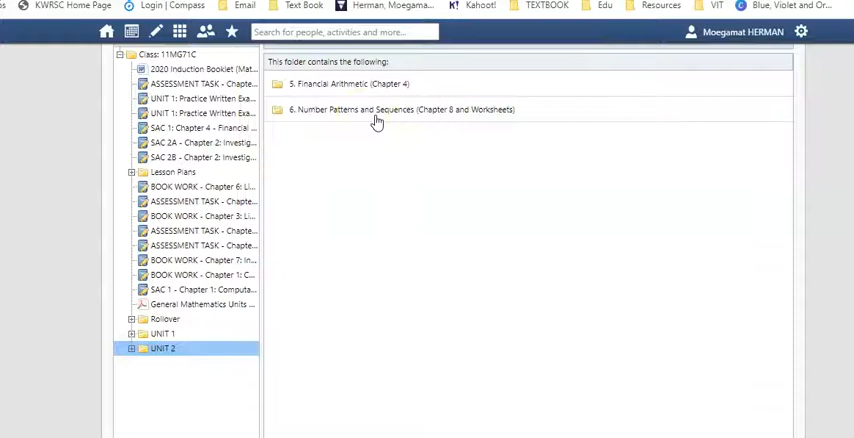 KWRSC Home Page
Login | Compass
Email
Text Book
Herman, Moegama...
Kahoot!
TEXTBOOK
Edu
Resources
VIT
Blue, Violet and Or...
Search for people, activities and more...
Moegamat HERMAN
Class: 11MG71C
2020 Induction Booklet (Mat...
ASSESSMENT TASK - Chapte...
UNIT 1: Practice Written Exa...
UNIT 1: Practice Written Exa...
SAC 1: Chapter 4 - Financial ...
SAC 2A - Chapter 2: Investig...
SAC 2B - Chapter 2: Investig...
Lesson Plans
BOOK WORK - Chapter 6: Li...
ASSESSMENT TASK - Chapte...
BOOK WORK - Chapter 3: Li...
ASSESSMENT TASK - Chapte...
ASSESSMENT TASK - Chapte...
BOOK WORK - Chapter 7: In...
BOOK WORK - Chapter 1: C...
SAC 1 - Chapter 1: Computa...
General Mathematics Units ...
Rollover
UNIT 1
UNIT 2
This folder contains the following:
5. Financial Arithmetic (Chapter 4)
6. Number Patterns and Sequences (Chapter 8 and Worksheets)